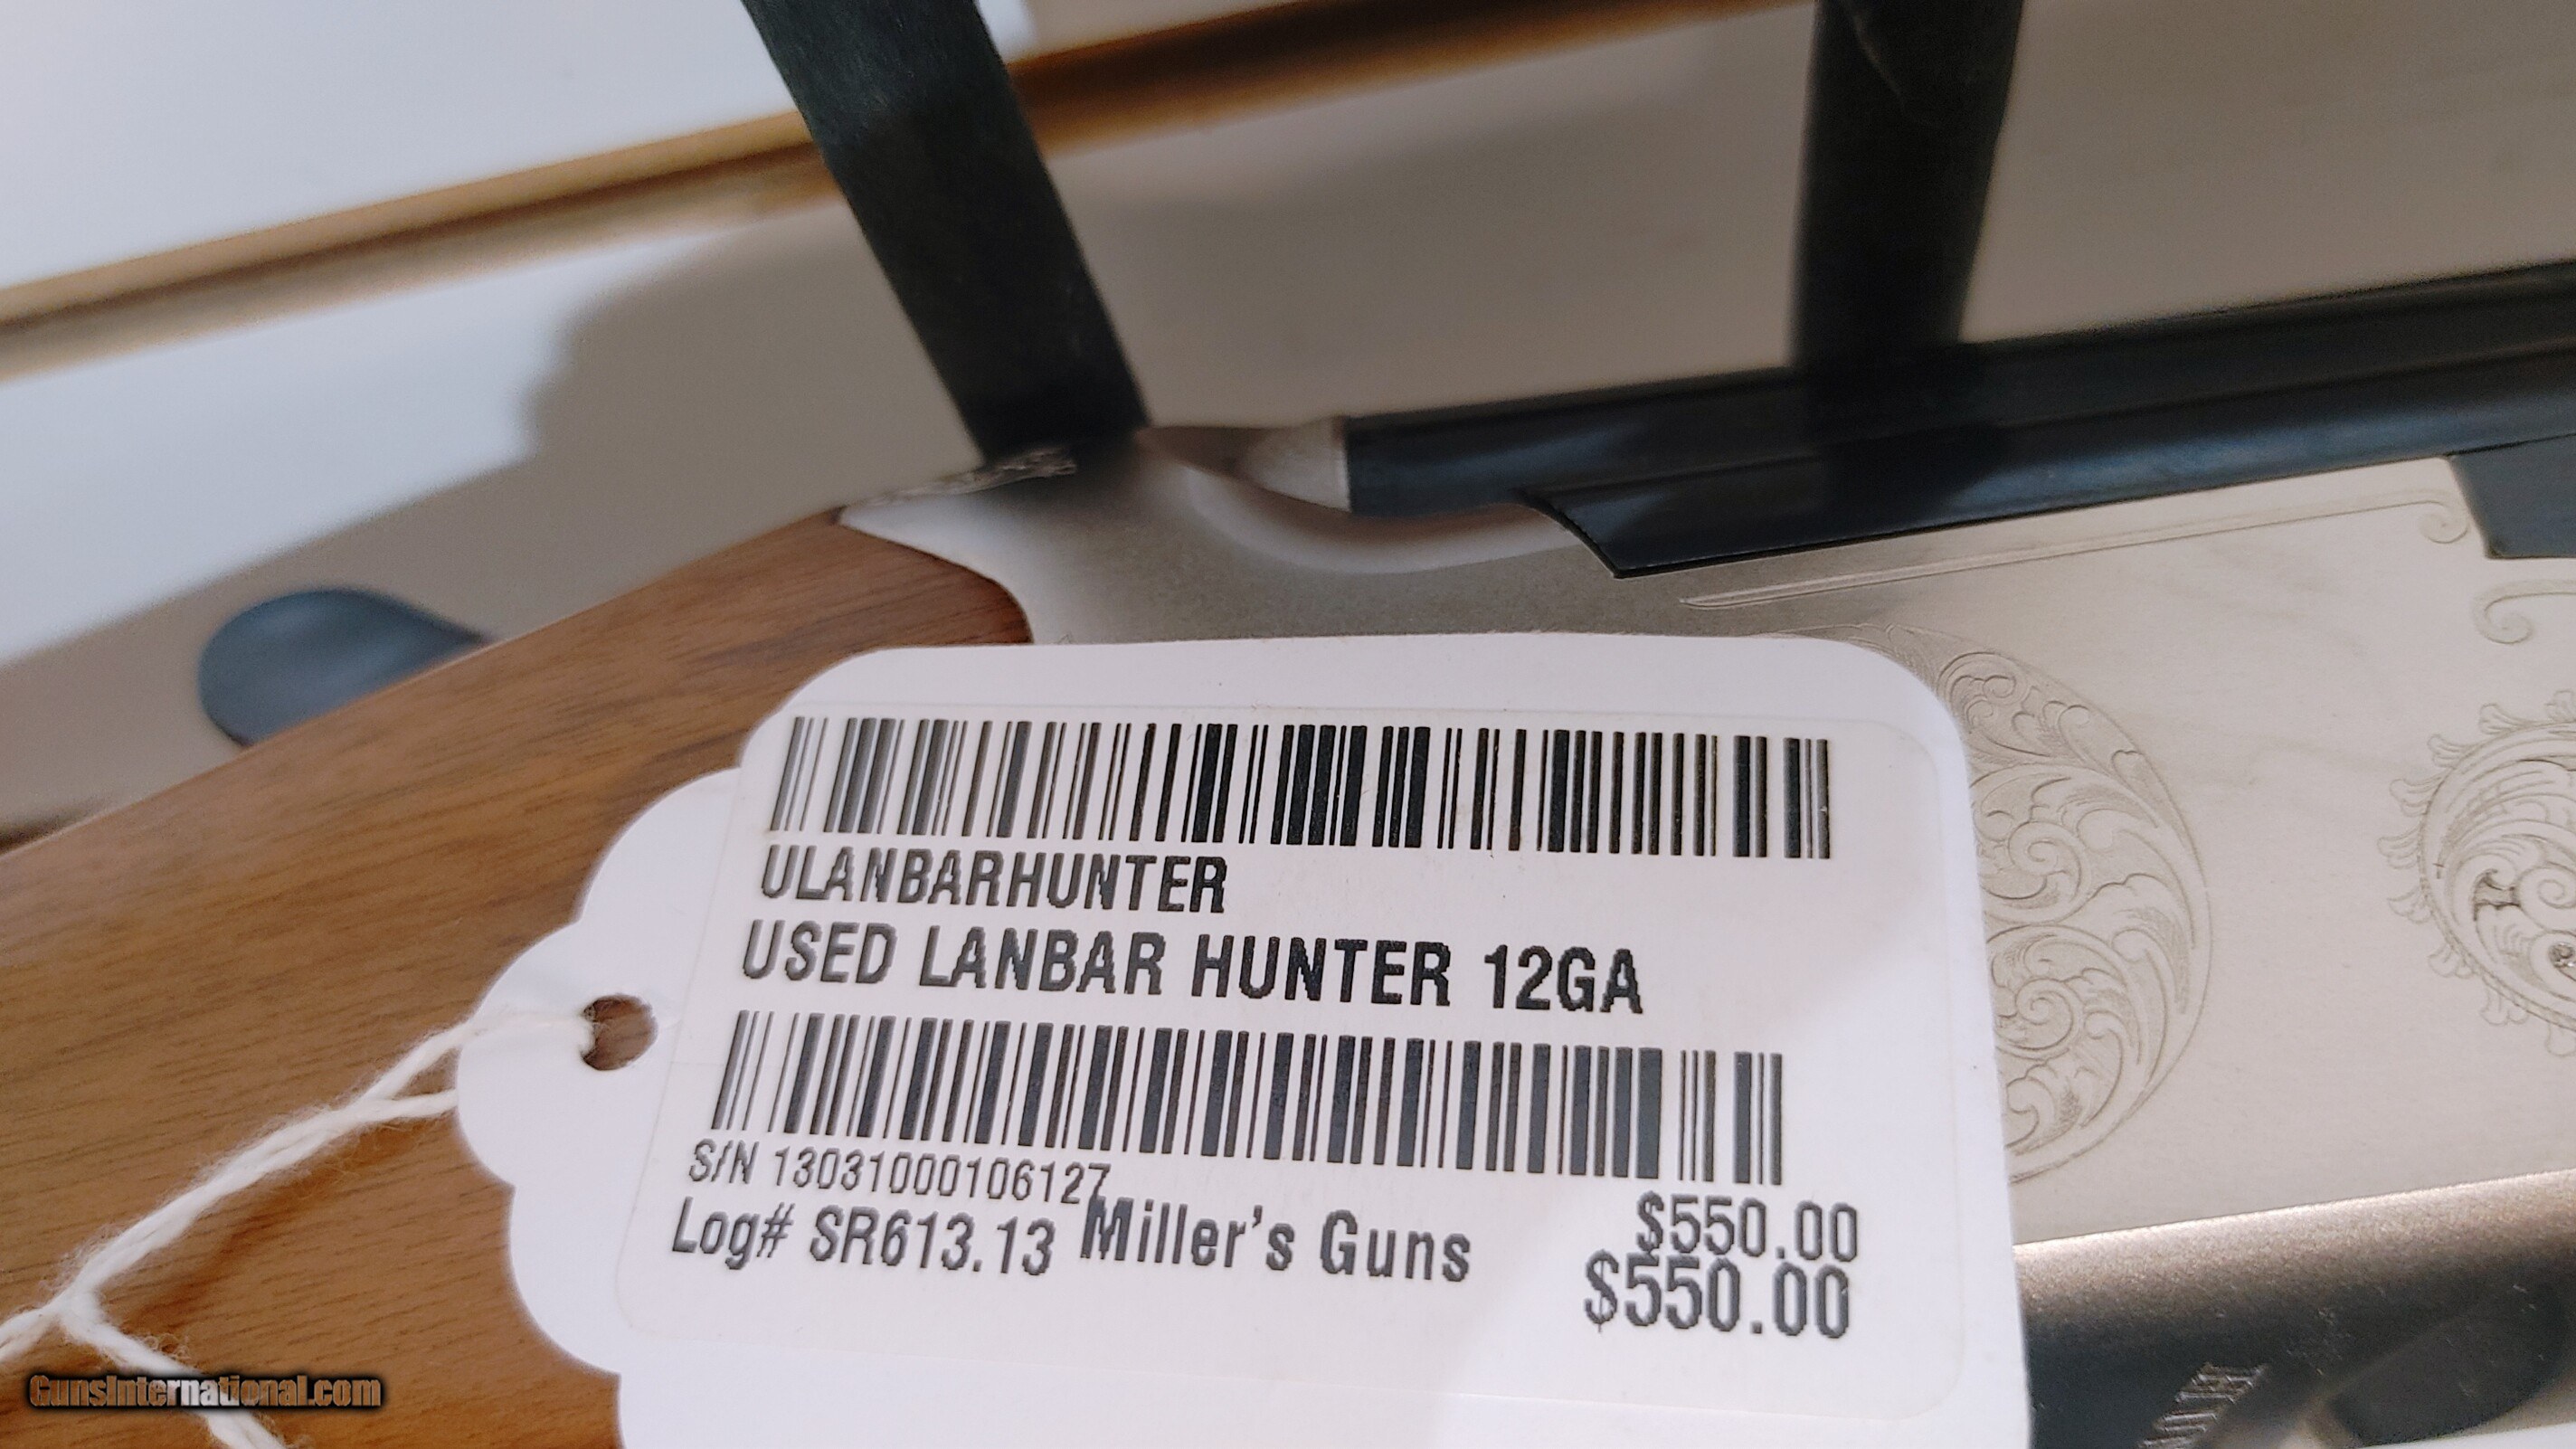 ULANBARHUNTER
USED LANBAR HUNTER 12GA
S/N 13031000106127
Log# SR613.13 Miller's Guns $550.00
$550.00
GunsInternational.com